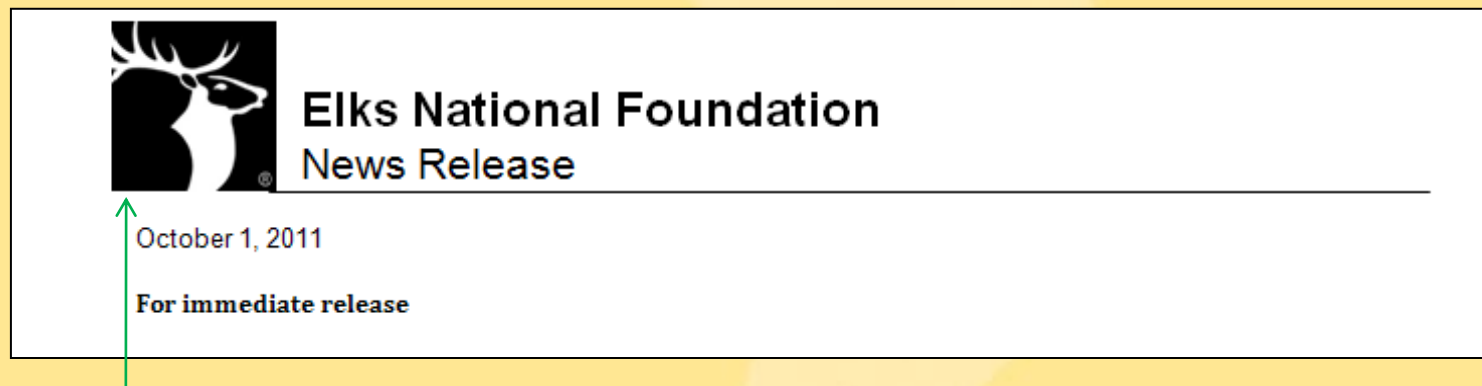 Elks National Foundation
News Release
®
October 1, 2011
For immediate release